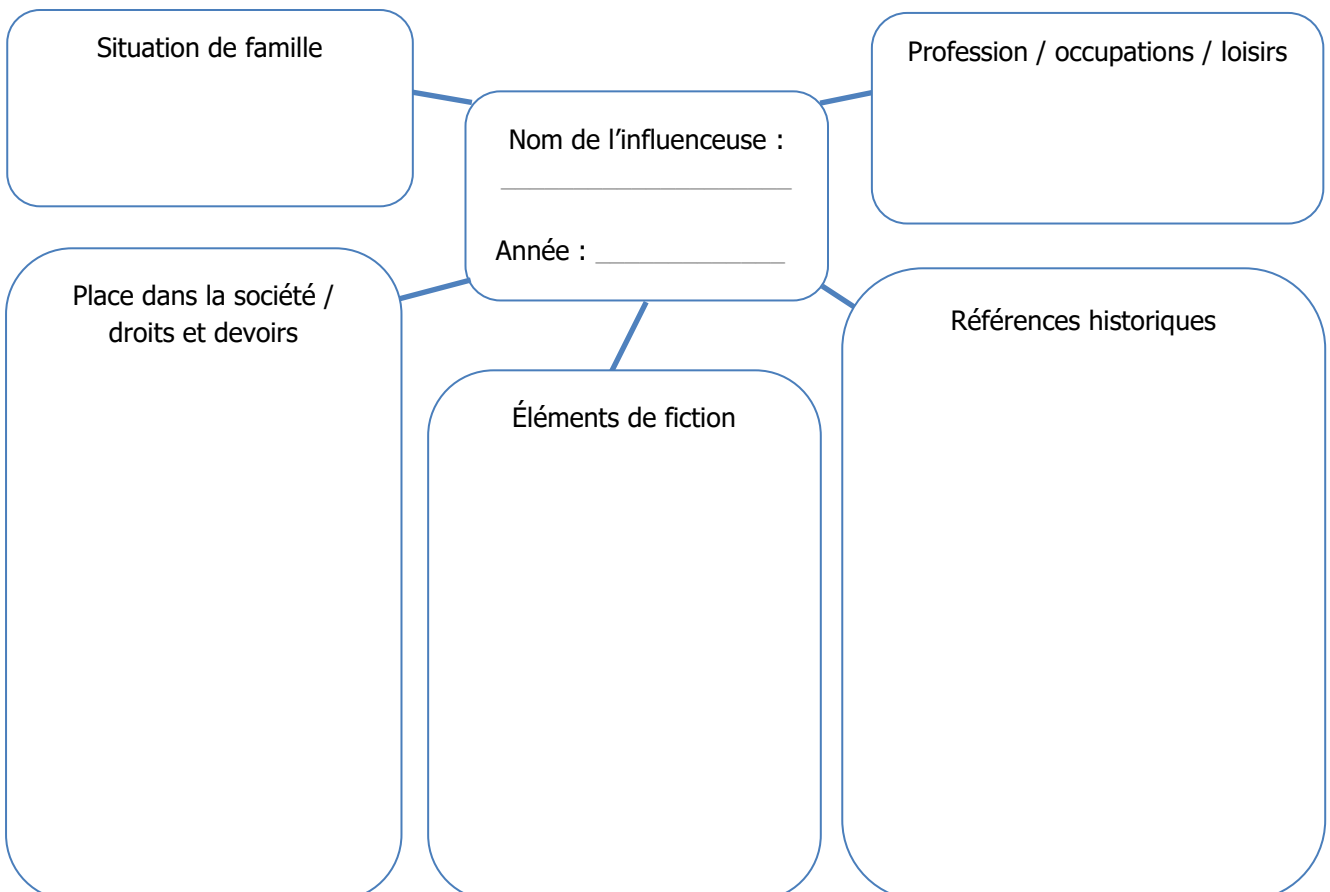 Situation de famille
Profession / occupations / loisirs
Nom de l’influenceuse :
Année :
Place dans la société /
droits et devoirs
Éléments de fiction
Références historiques